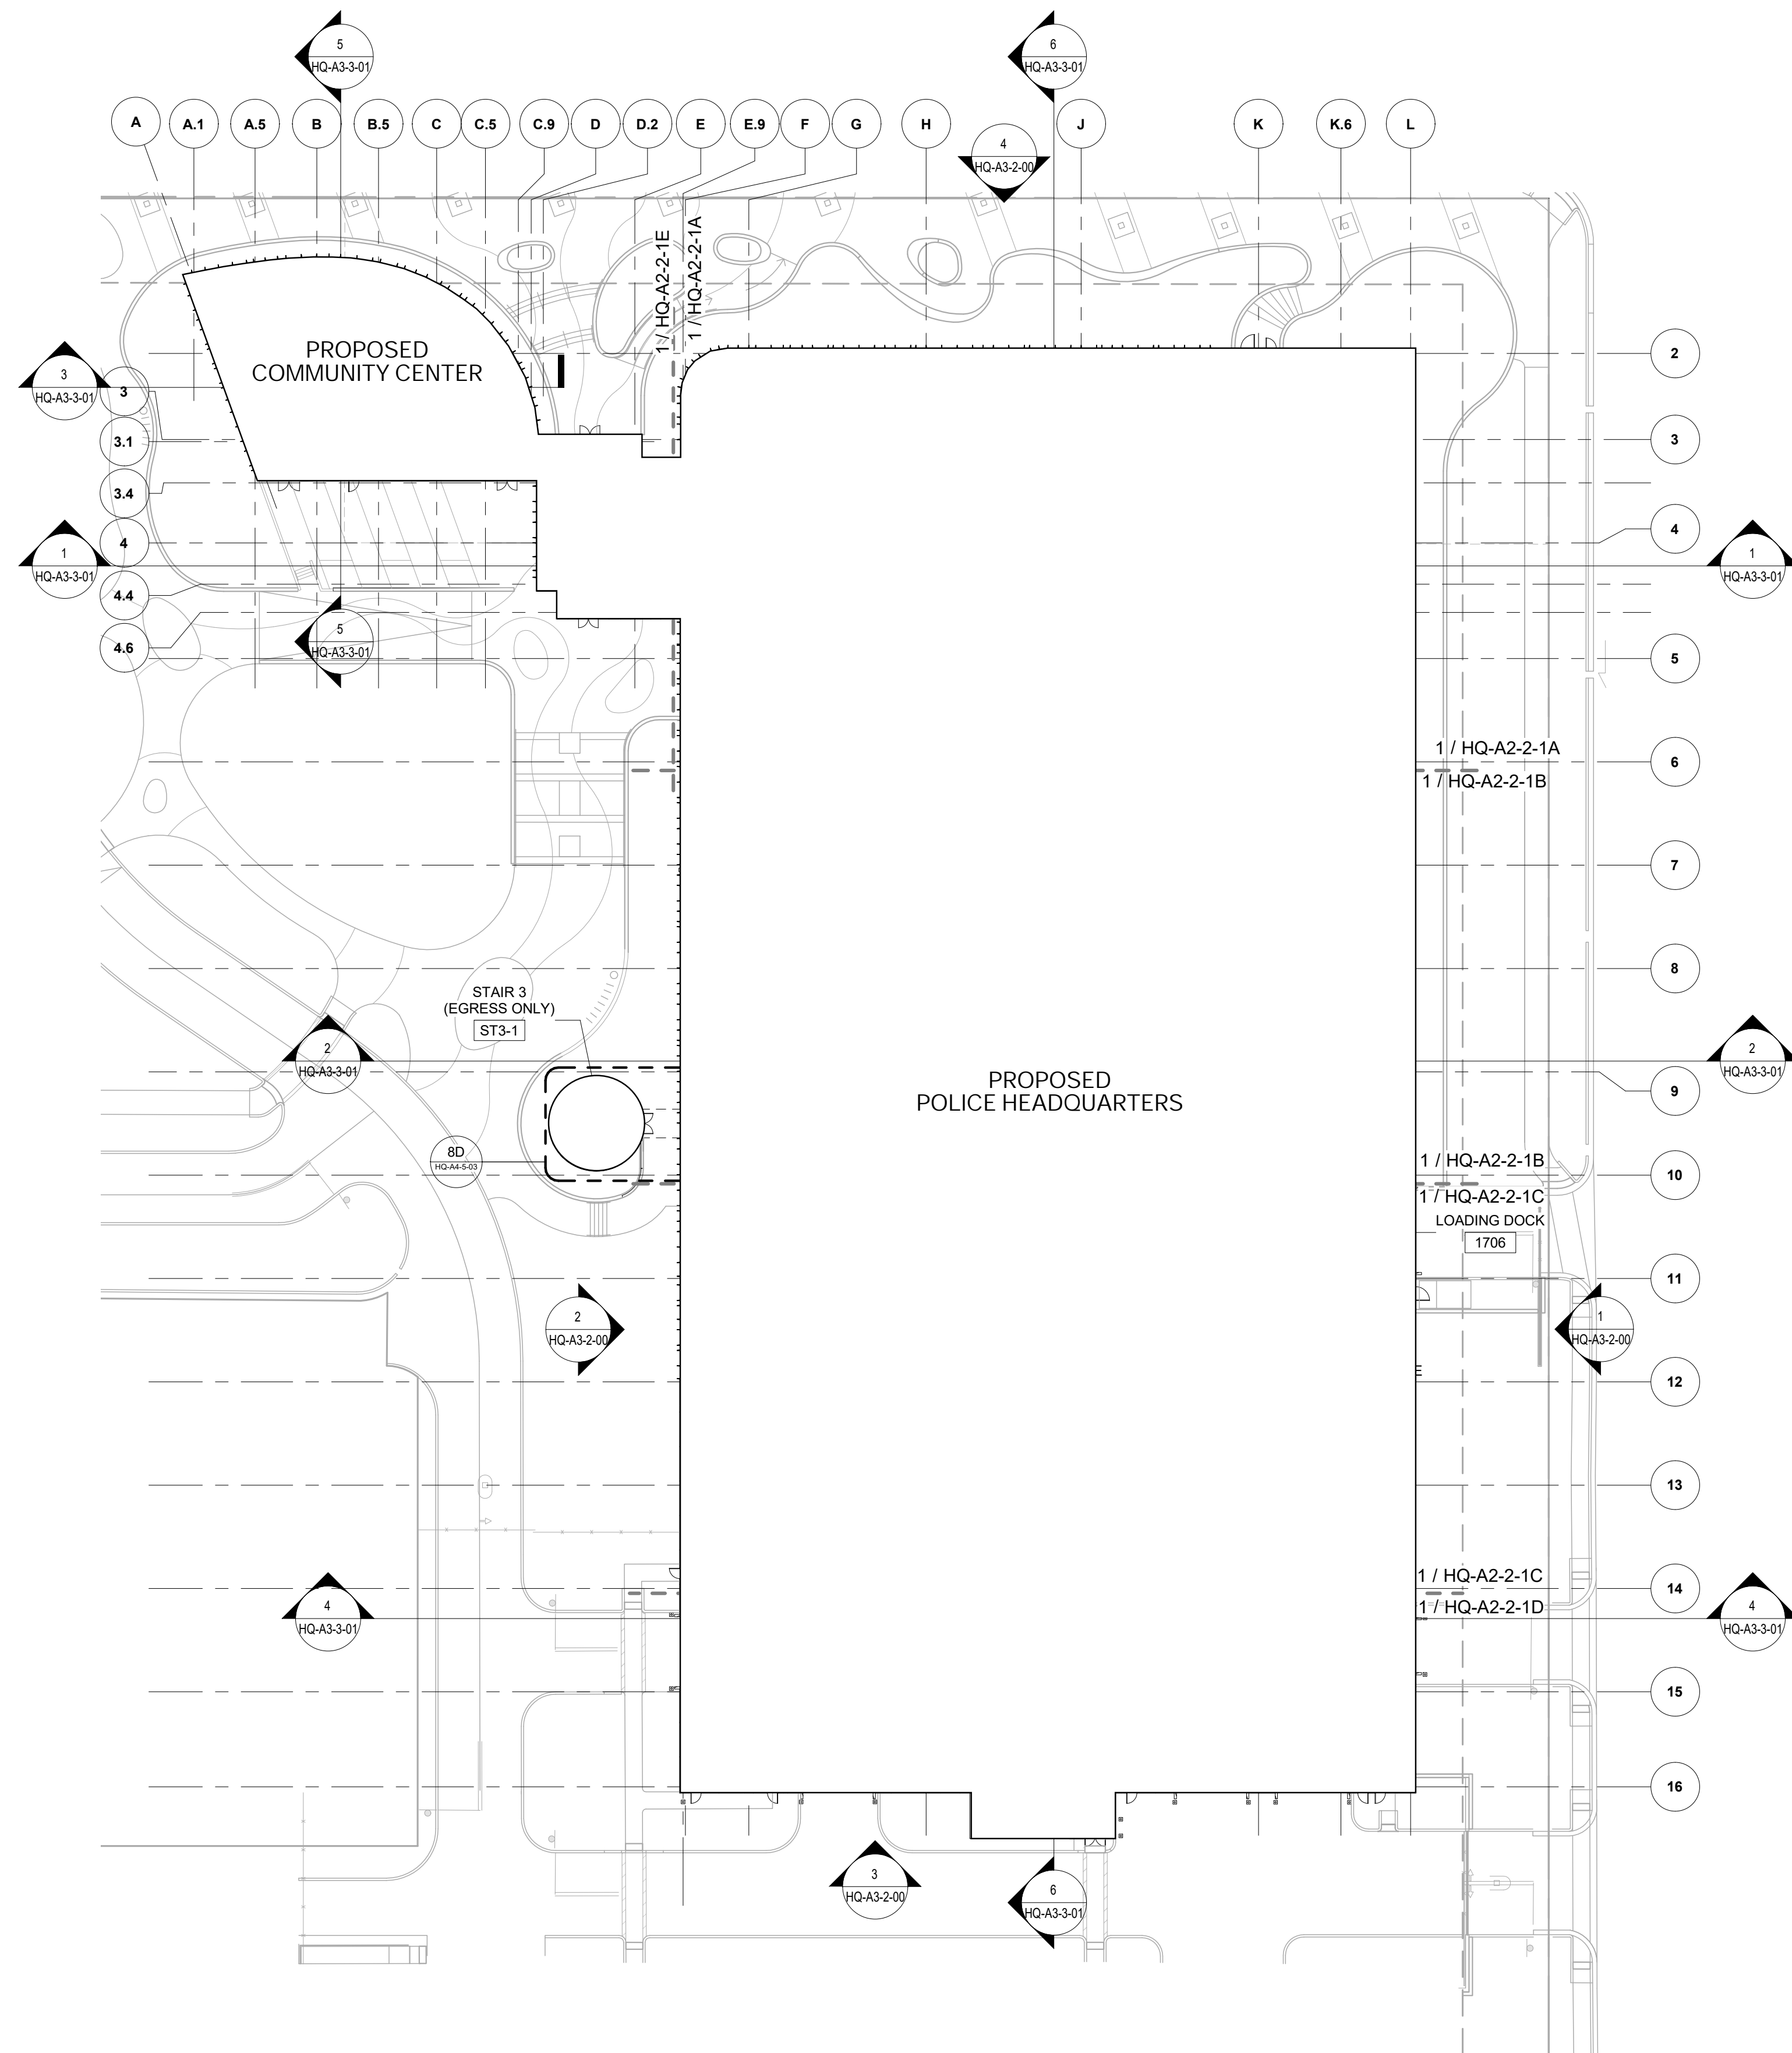 5
HQ-A3-3-01
6
HQ-A3-3-01
A
A.1
A.5
B
B.5
C
C.5
C.9
D
D.2
E
E.9
F
G
H
J
K
K.6
L
4
HQ-A3-2-00
1 / HQ-A2-2-1E
1 / HQ-A2-2-1A
PROPOSED
COMMUNITY CENTER
2
3
HQ-A3-3-01
3
3
3.1
3.4
4
4
1
HQ-A3-3-01
1
HQ-A3-3-01
4.4
4.6
5
HQ-A3-3-01
5
1 / HQ-A2-2-1A
6
1 / HQ-A2-2-1B
7
8
STAIR 3
(EGRESS ONLY)
ST3-1
2
HQ-A3-3-01
2
HQ-A3-3-01
PROPOSED
POLICE HEADQUARTERS
9
8D
HQ-A4-5-03
1 / HQ-A2-2-1B
10
1 / HQ-A2-2-1C
LOADING DOCK
1706
11
2
HQ-A3-2-00
1
HQ-A3-2-00
12
13
1 / HQ-A2-2-1C
14
1 / HQ-A2-2-1D
4
HQ-A3-3-01
4
HQ-A3-3-01
15
16
3
HQ-A3-2-00
6
HQ-A3-3-01